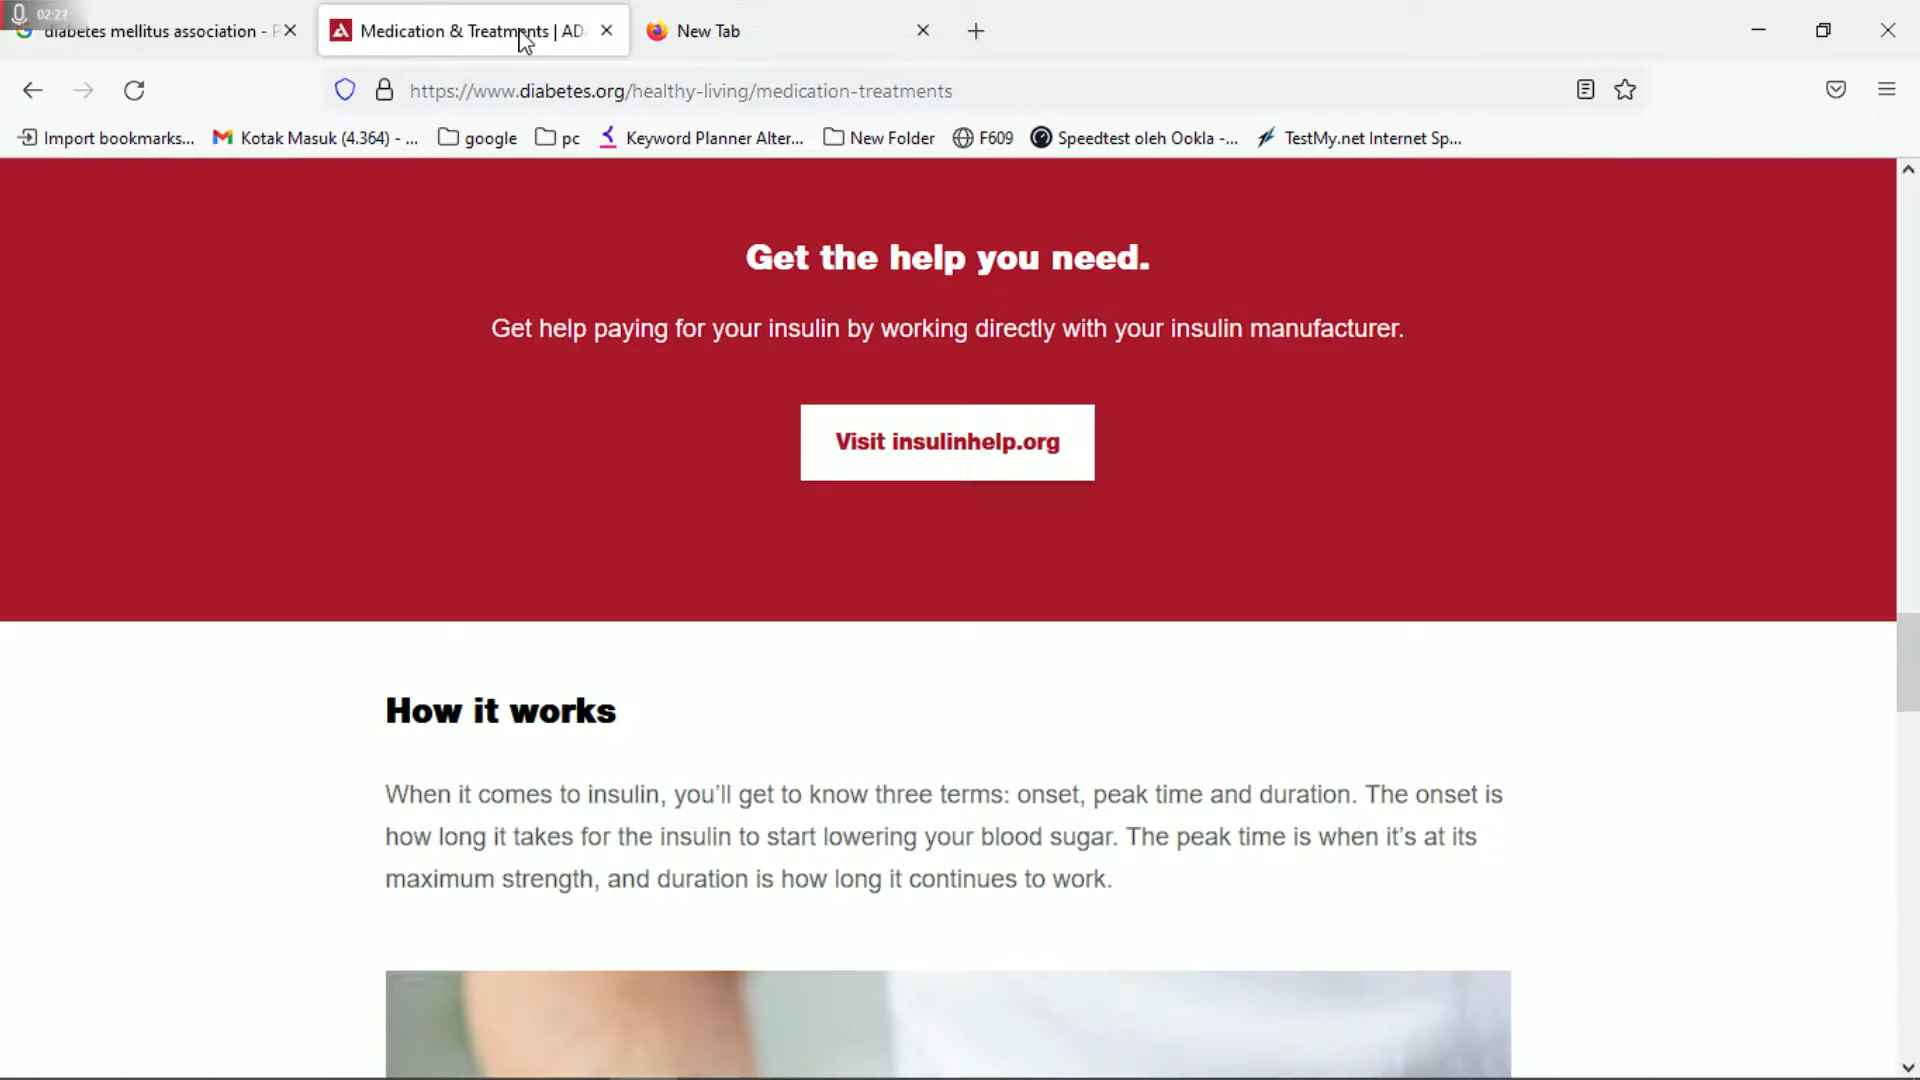 02:2?
diabetes mellitus association - P
Medication & Treatments | AD
New Tab
https://www.diabetes.org/healthy-living/medication-treatments
Import bookmarks...
Kotak Masuk (4.364) - ...
google
pc
Keyword Planner Alter...
New Folder
F609
Speedtest oleh Ookla -...
TestMy.net Internet Sp...
Get the help you need.
Get help paying for your insulin by working directly with your insulin manufacturer.
Visit insulinhelp.org
How it works
When it comes to insulin, you’ll get to know three terms: onset, peak time and duration. The onset is
how long it takes for the insulin to start lowering your blood sugar. The peak time is when it’s at its
maximum strength, and duration is how long it continues to work.